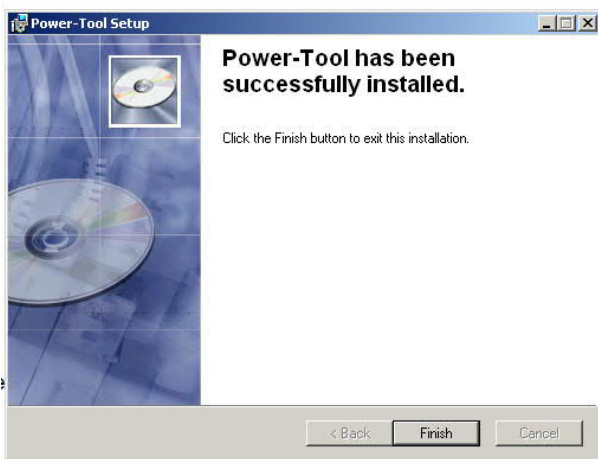 Power-Tool Setup
Power-Tool has been
successfully installed.
Click the Finish button to exit this installation.
e
< Back
Finish
Cancel